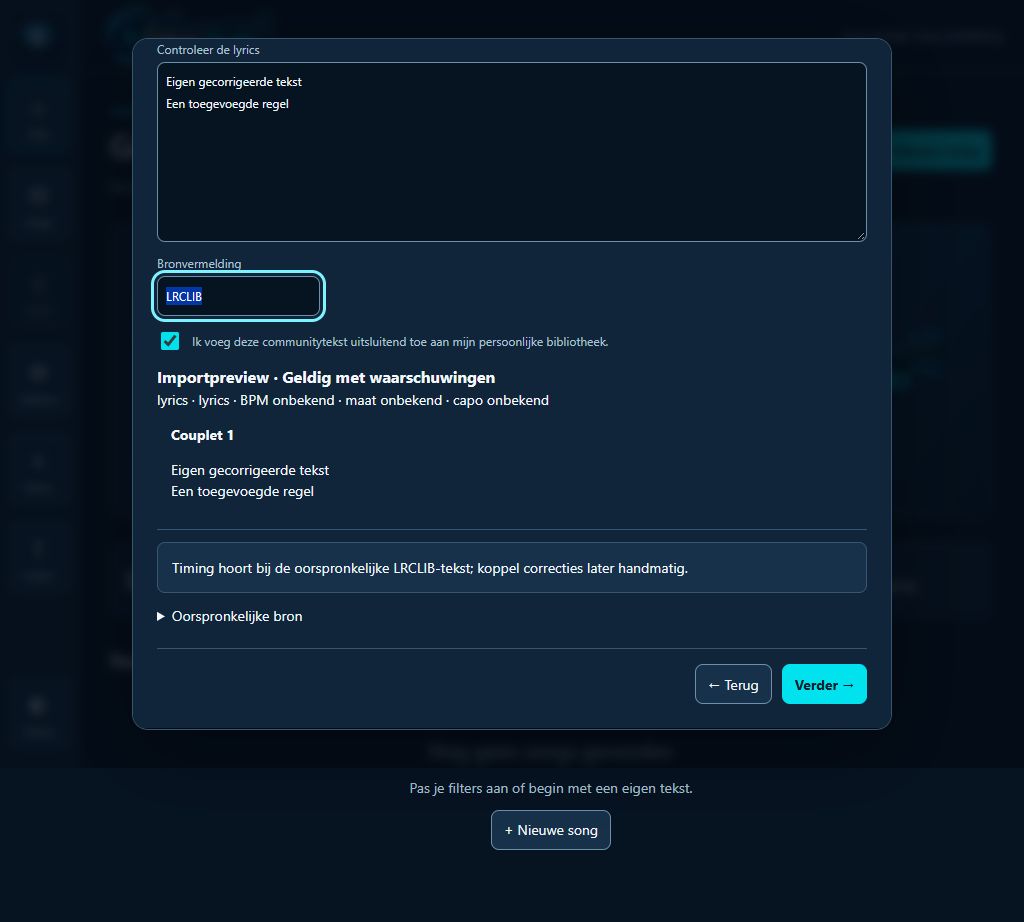 Controleer de lyrics
Eigen gecorrigeerde tekst
Een toegevoegde regel
Bronvermelding
LRCLIB
Ik voeg deze communitytekst uitsluitend toe aan mijn persoonlijke bibliotheek.
Importpreview · Geldig met waarschuwingen
lyrics · lyrics · BPM onbekend · maat onbekend · capo onbekend
Couplet 1
Eigen gecorrigeerde tekst
Een toegevoegde regel
Timing hoort bij de oorspronkelijke LRCLIB-tekst; koppel correcties later handmatig.
▶ Oorspronkelijke bron
← Terug
Verder →
Pas je filters aan of begin met een eigen tekst.
+ Nieuwe song